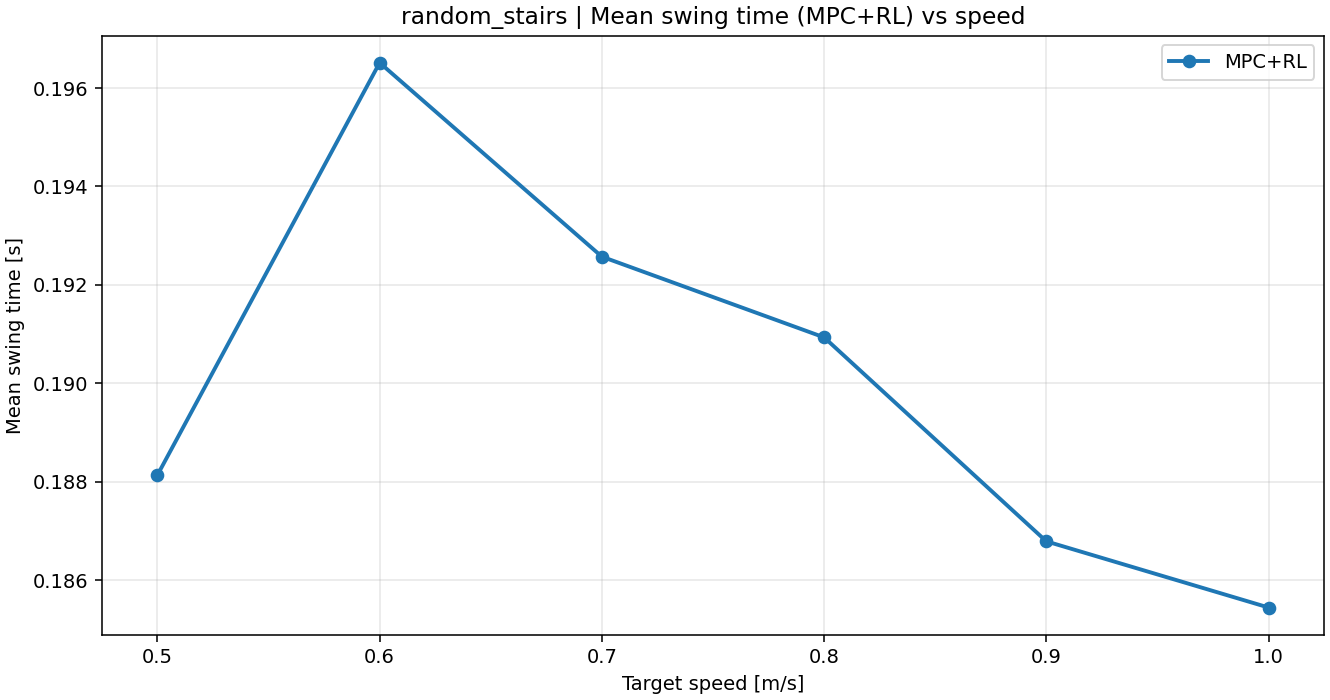 random_stairs | Mean swing time (MPC+RL) vs speed
MPC+RL
Mean swing time [s]
0.196
0.194
0.192
0.190
0.188
0.186
0.5 0.6 0.7 0.8 0.9 1.0
Target speed [m/s]